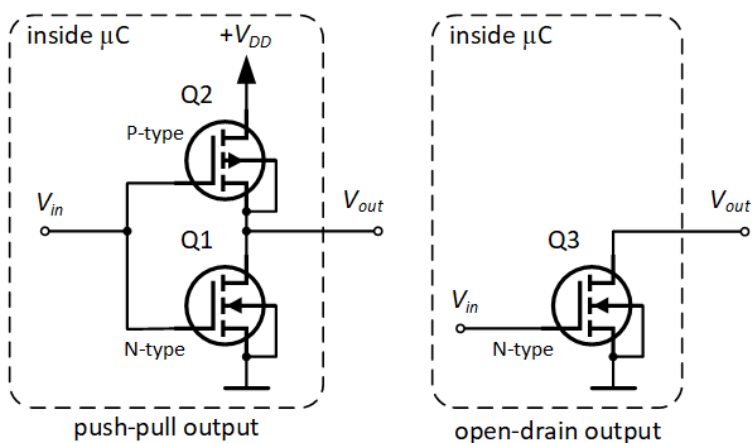 inside μC
+VDD
Q2
P-type
Vin
Vout
Q1
N-type
push-pull output
inside μC
Vout
Q3
Vin
N-type
open-drain output